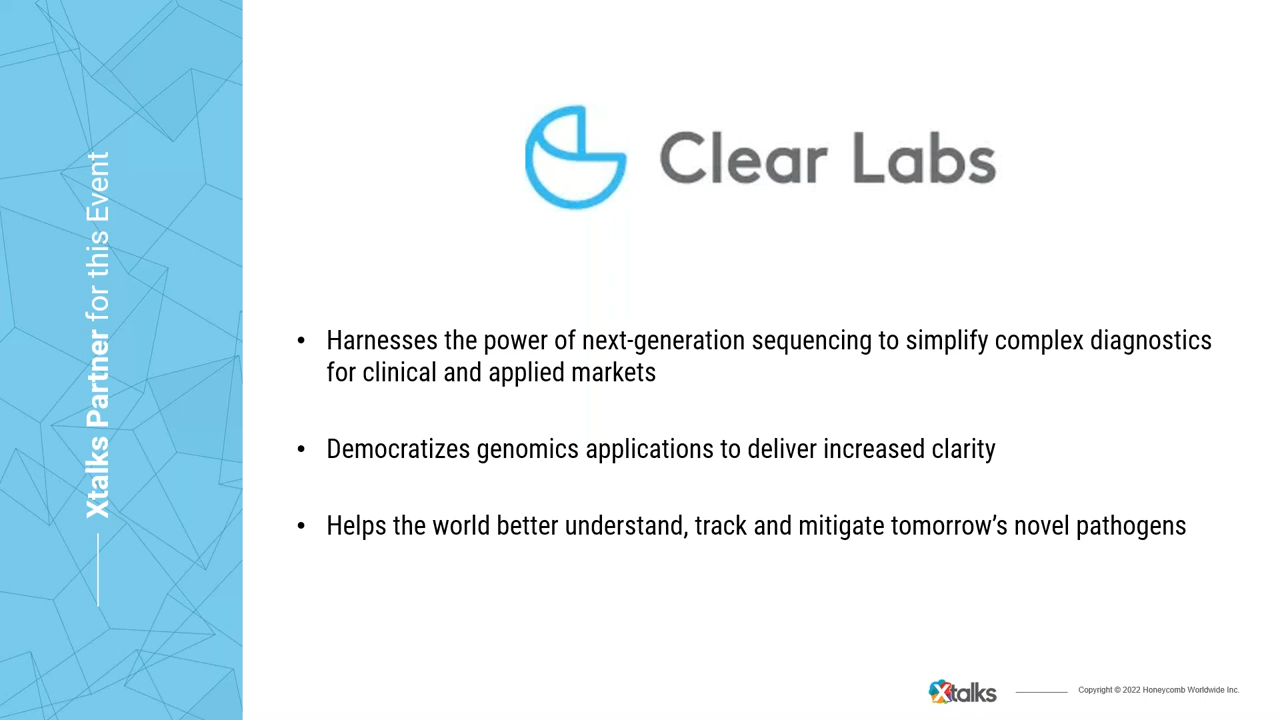 Xtalks Partner for this Event
Clear Labs
• Harnesses the power of next-generation sequencing to simplify complex diagnostics
for clinical and applied markets
• Democratizes genomics applications to deliver increased clarity
• Helps the world better understand, track and mitigate tomorrow’s novel pathogens
Xtalks
Copyright © 2022 Honeycomb Worldwide Inc.